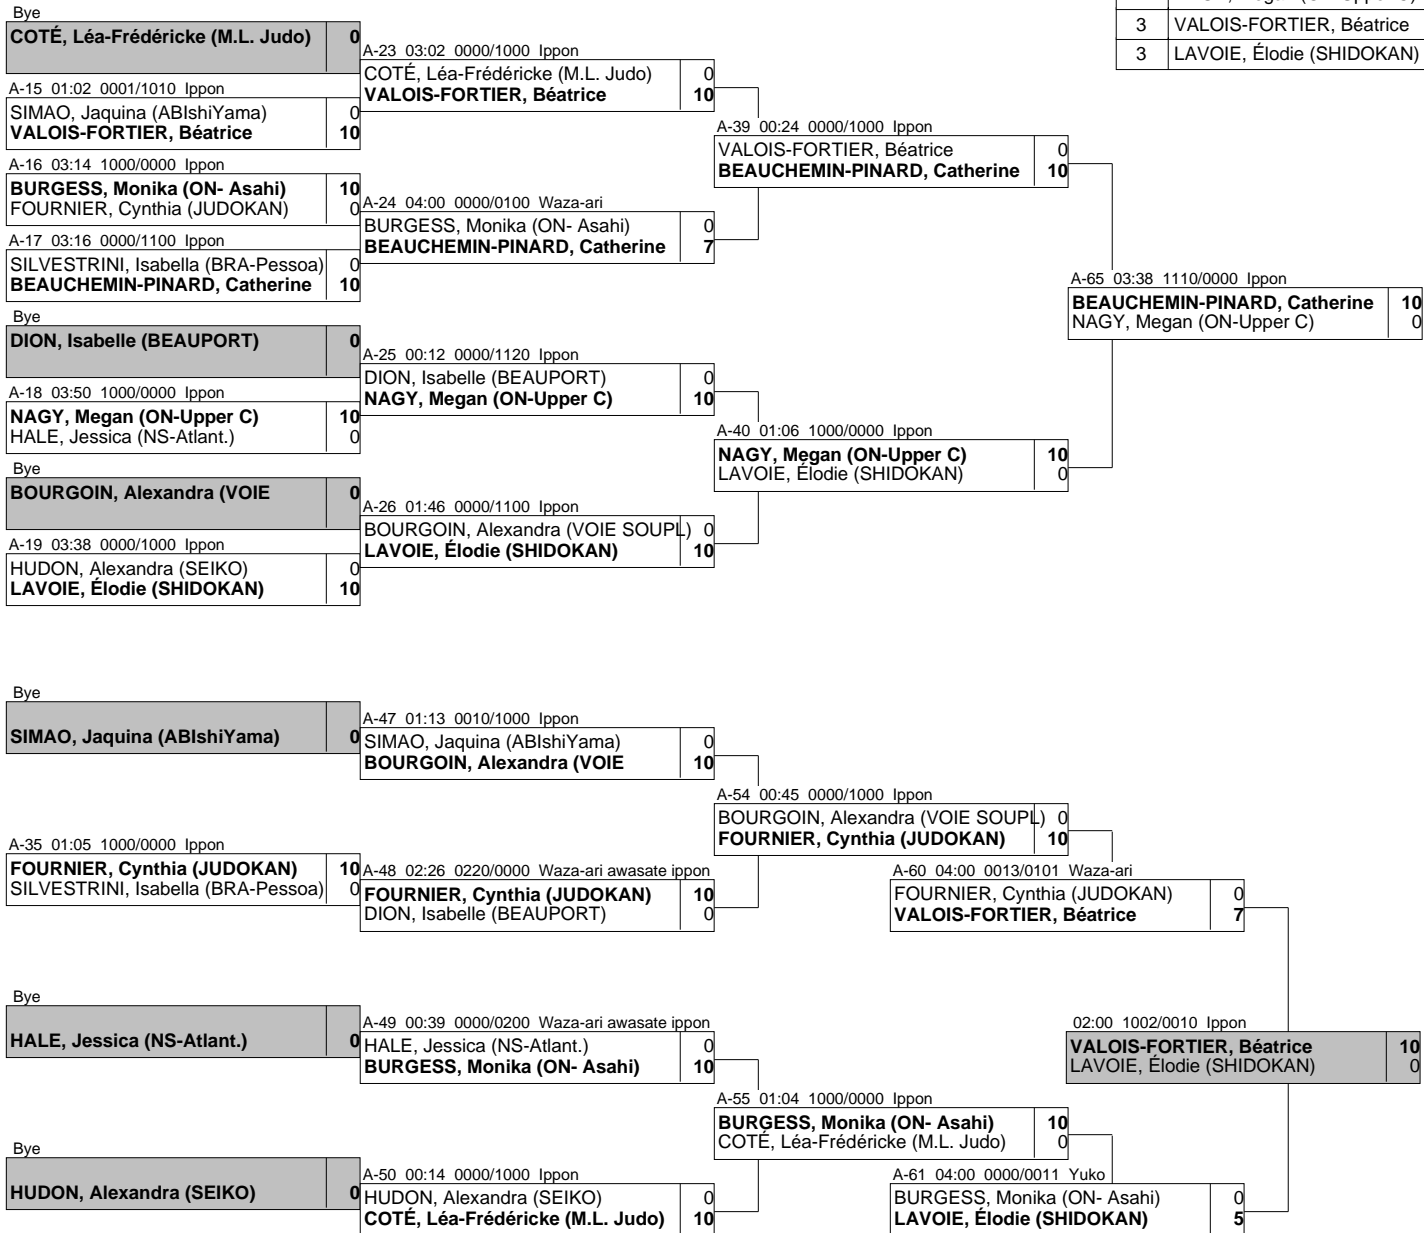 3 VALOIS-FORTIER, Béatrice
3 LAVOIE, Élodie (SHIDOKAN)
Bye
COTÉ, Léa-Frédéricke (M.L. Judo) 0
A-15 01:02 0001/1010 Ippon
SIMAO, Jaquina (ABIshiYama) 0
VALOIS-FORTIER, Béatrice 10
A-16 03:14 1000/0000 Ippon
BURGESS, Monika (ON- Asahi) 10
FOURNIER, Cynthia (JUDOKAN) 0
A-17 03:16 0000/1100 Ippon
SILVESTRINI, Isabella (BRA-Pessoa) 0
BEAUCHEMIN-PINARD, Catherine 10
Bye
DION, Isabelle (BEAUPORT) 0
A-18 03:50 1000/0000 Ippon
NAGY, Megan (ON-Upper C) 10
HALE, Jessica (NS-Atlant.) 0
Bye
BOURGOIN, Alexandra (VOIE 0
A-19 03:38 0000/1000 Ippon
HUDON, Alexandra (SEIKO) 0
LAVOIE, Élodie (SHIDOKAN) 10
A-23 03:02 0000/1000 Ippon
COTÉ, Léa-Frédéricke (M.L. Judo) 0
VALOIS-FORTIER, Béatrice 10
A-24 04:00 0000/0100 Waza-ari
BURGESS, Monika (ON- Asahi) 0
BEAUCHEMIN-PINARD, Catherine 7
A-25 00:12 0000/1120 Ippon
DION, Isabelle (BEAUPORT) 0
NAGY, Megan (ON-Upper C) 10
A-26 01:46 0000/1100 Ippon
BOURGOIN, Alexandra (VOIE SOUPL) 0
LAVOIE, Élodie (SHIDOKAN) 10
A-39 00:24 0000/1000 Ippon
VALOIS-FORTIER, Béatrice 0
BEAUCHEMIN-PINARD, Catherine 10
A-40 01:06 1000/0000 Ippon
NAGY, Megan (ON-Upper C) 10
LAVOIE, Élodie (SHIDOKAN) 0
A-65 03:38 1110/0000 Ippon
BEAUCHEMIN-PINARD, Catherine 10
NAGY, Megan (ON-Upper C) 0
Bye
SIMAO, Jaquina (ABIshiYama) 0
A-35 01:05 1000/0000 Ippon
FOURNIER, Cynthia (JUDOKAN) 10
SILVESTRINI, Isabella (BRA-Pessoa) 0
Bye
HALE, Jessica (NS-Atlant.) 0
Bye
HUDON, Alexandra (SEIKO) 0
A-47 01:13 0010/1000 Ippon
SIMAO, Jaquina (ABIshiYama) 0
BOURGOIN, Alexandra (VOIE 10
A-48 02:26 0220/0000 Waza-ari awasate ippon
FOURNIER, Cynthia (JUDOKAN) 10
DION, Isabelle (BEAUPORT) 0
A-49 00:39 0000/0200 Waza-ari awasate ippon
HALE, Jessica (NS-Atlant.) 0
BURGESS, Monika (ON- Asahi) 10
A-50 00:14 0000/1000 Ippon
HUDON, Alexandra (SEIKO) 0
COTÉ, Léa-Frédéricke (M.L. Judo) 10
A-54 00:45 0000/1000 Ippon
BOURGOIN, Alexandra (VOIE SOUPL) 0
FOURNIER, Cynthia (JUDOKAN) 10
A-55 01:04 1000/0000 Ippon
BURGESS, Monika (ON- Asahi) 10
COTÉ, Léa-Frédéricke (M.L. Judo) 0
A-60 04:00 0013/0101 Waza-ari
FOURNIER, Cynthia (JUDOKAN) 0
VALOIS-FORTIER, Béatrice 7
A-61 04:00 0000/0011 Yuko
BURGESS, Monika (ON- Asahi) 0
LAVOIE, Élodie (SHIDOKAN) 5
02:00 1002/0010 Ippon
VALOIS-FORTIER, Béatrice 10
LAVOIE, Élodie (SHIDOKAN) 0